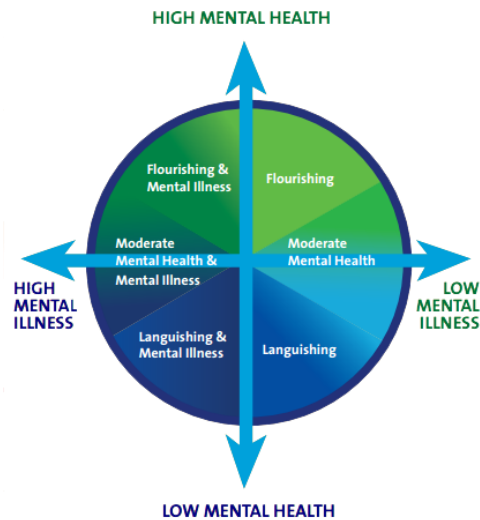 HIGH MENTAL HEALTH
Flourishing &
Mental Illness
Flourishing
Moderate
Mental Health &
Mental Illness
Moderate
Mental Health
HIGH
MENTAL
ILLNESS
LOW
MENTAL
ILLNESS
Languishing &
Mental Illness
Languishing
LOW MENTAL HEALTH